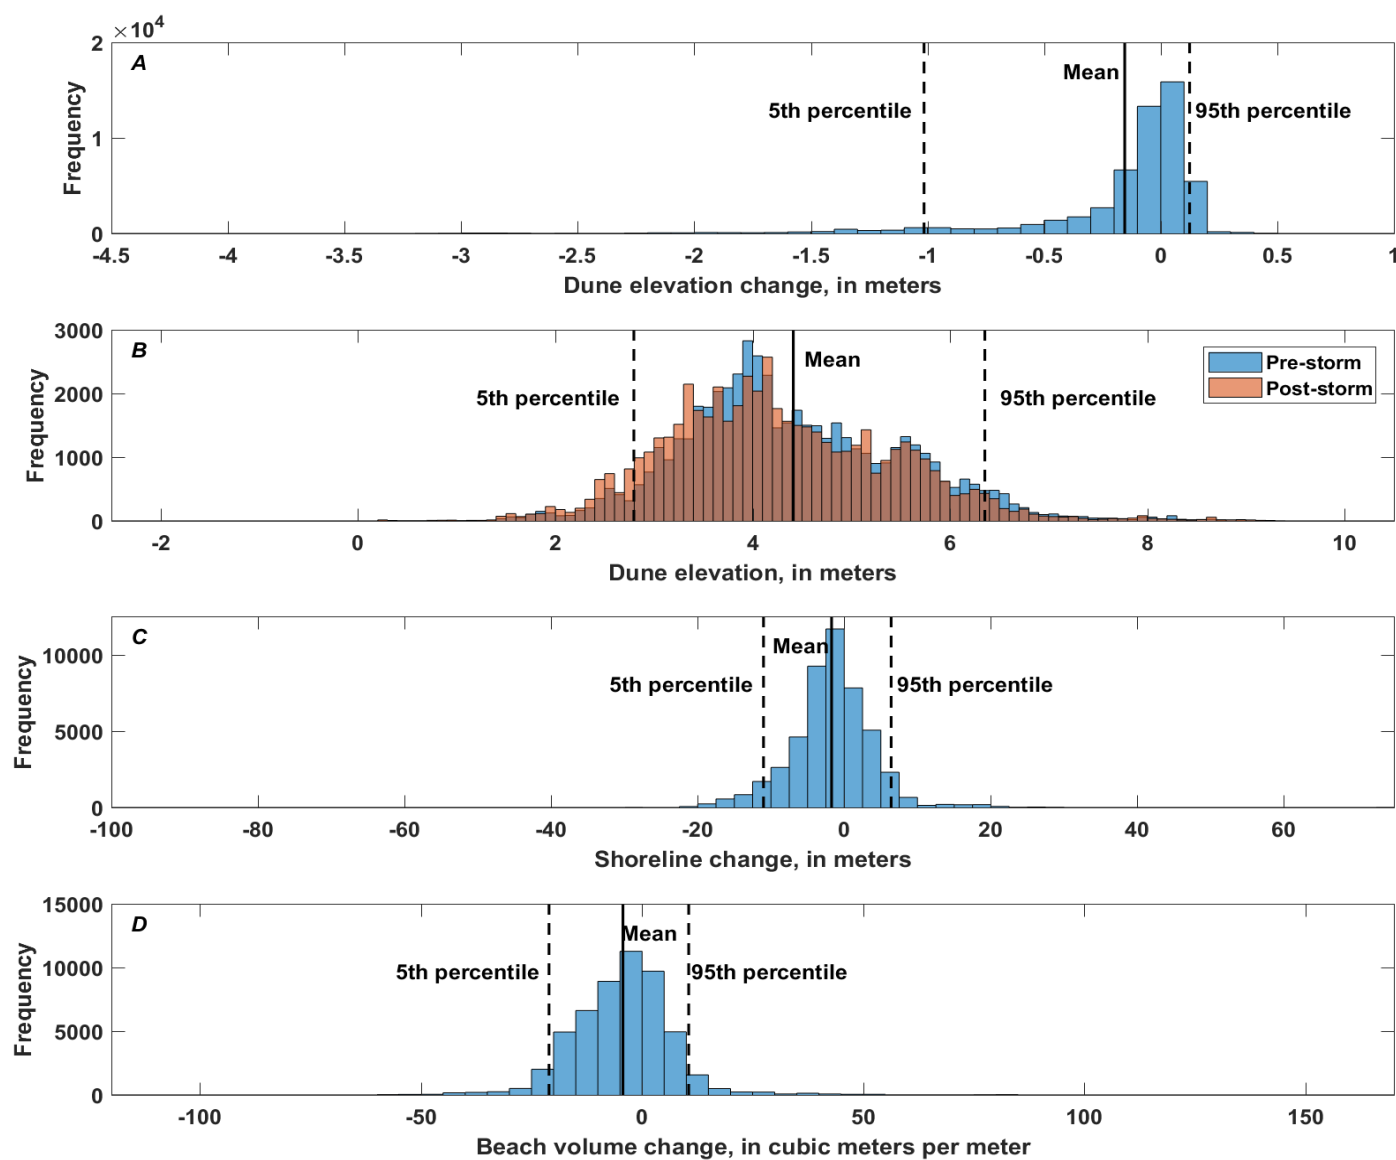 ×10⁴
2
A
Mean
5th percentile
95th percentile
1
0
Frequency
-4.5 -4 -3.5 -3 -2.5 -2 -1.5 -1 -0.5 0 0.5 1
Dune elevation change, in meters
3000
B
Mean
Pre-storm
Post-storm
5th percentile
95th percentile
2000
1000
0
Frequency
-2 0 2 4 6 8 10
Dune elevation, in meters
C
10000
Mean
5th percentile
95th percentile
5000
0
Frequency
-100 -80 -60 -40 -20 0 20 40 60
Shoreline change, in meters
15000
D
Mean
5th percentile
95th percentile
10000
5000
0
Frequency
-100 -50 0 50 100 150
Beach volume change, in cubic meters per meter